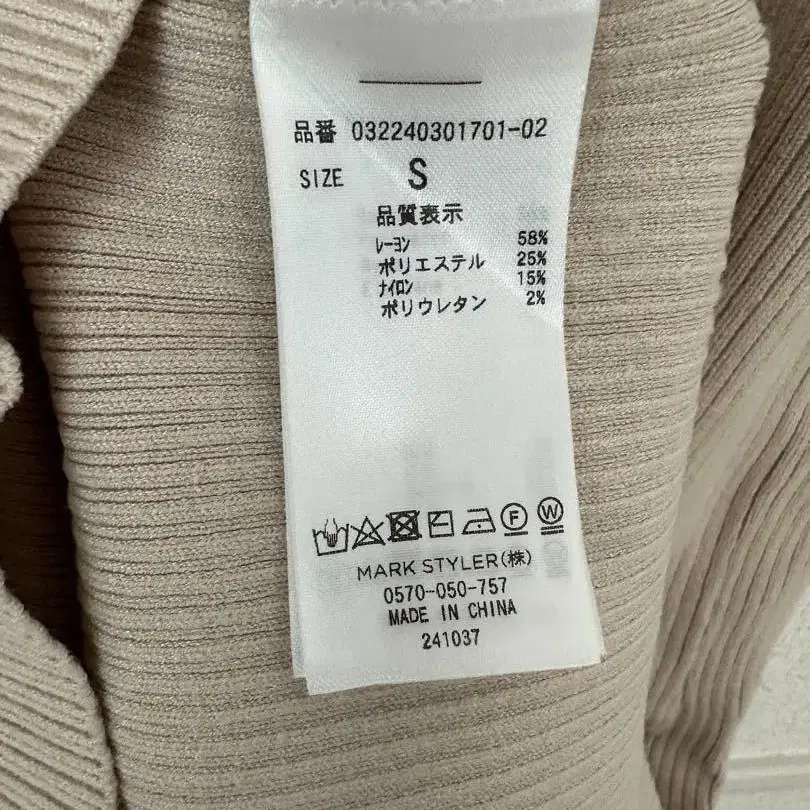 品番 032240301701-02
SIZE S
品質表示
ﾚｰﾖﾝ 58%
ポリエステル 25%
ﾅｲﾛﾝ 15%
ポリウレタン 2%
F W
MARK STYLER(株)
0570-050-757
MADE IN CHINA
241037